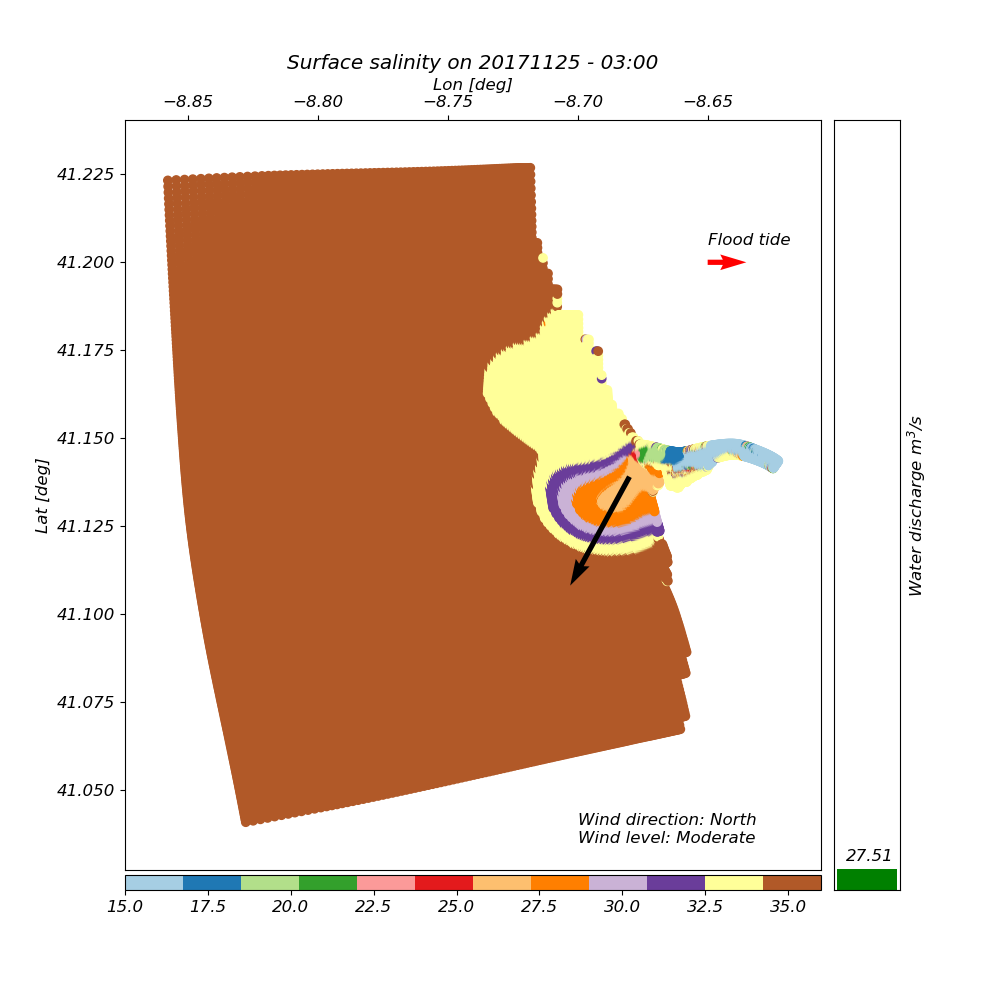 Surface salinity on 20171125 - 03:00
Lon [deg]
−8.85 −8.80 −8.75 −8.70 −8.65
41.225
41.200
41.175
41.150
41.125
41.100
41.075
41.050
Lat [deg]
Flood tide
Wind direction: North
Wind level: Moderate
15.0 17.5 20.0 22.5 25.0 27.5 30.0 32.5 35.0
27.51
Water discharge m³/s